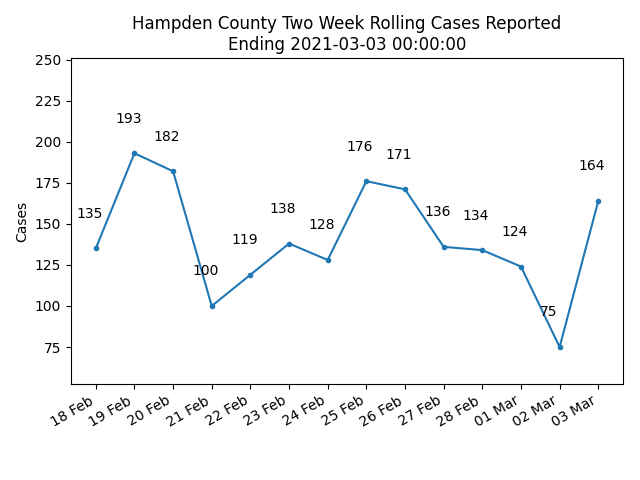 Hampden County Two Week Rolling Cases Reported
Ending 2021-03-03 00:00:00
250
225
200
175
150
125
100
75
Cases
135
193
182
100
119
138
128
176
171
136
134
124
75
164
18 Feb
19 Feb
20 Feb
21 Feb
22 Feb
23 Feb
24 Feb
25 Feb
26 Feb
27 Feb
28 Feb
01 Mar
02 Mar
03 Mar